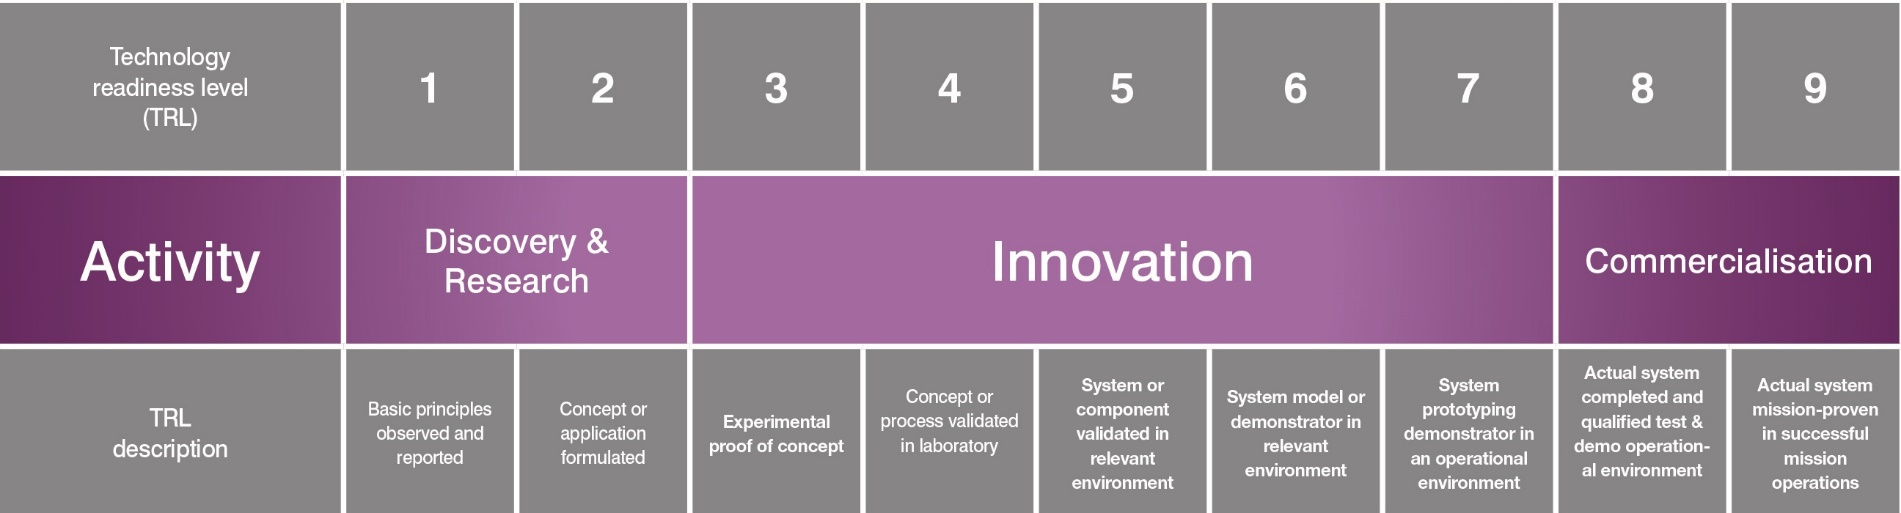 Technology
readiness level
(TRL)
1
2
3
4
5
6
7
8
9
Activity
Discovery &
Research
Innovation
Commercialisation
TRL
description
Basic principles
observed and
reported
Concept or
application
formulated
Experimental
proof of concept
Concept or
process validated
in laboratory
System or
component
validated in
relevant
environment
System model or
demonstrator in
relevant
environment
System
prototyping
demonstrator in
an operational
environment
Actual system
completed and
qualified test &
demo operation-
al environment
Actual system
mission-proven
in successful
mission
operations